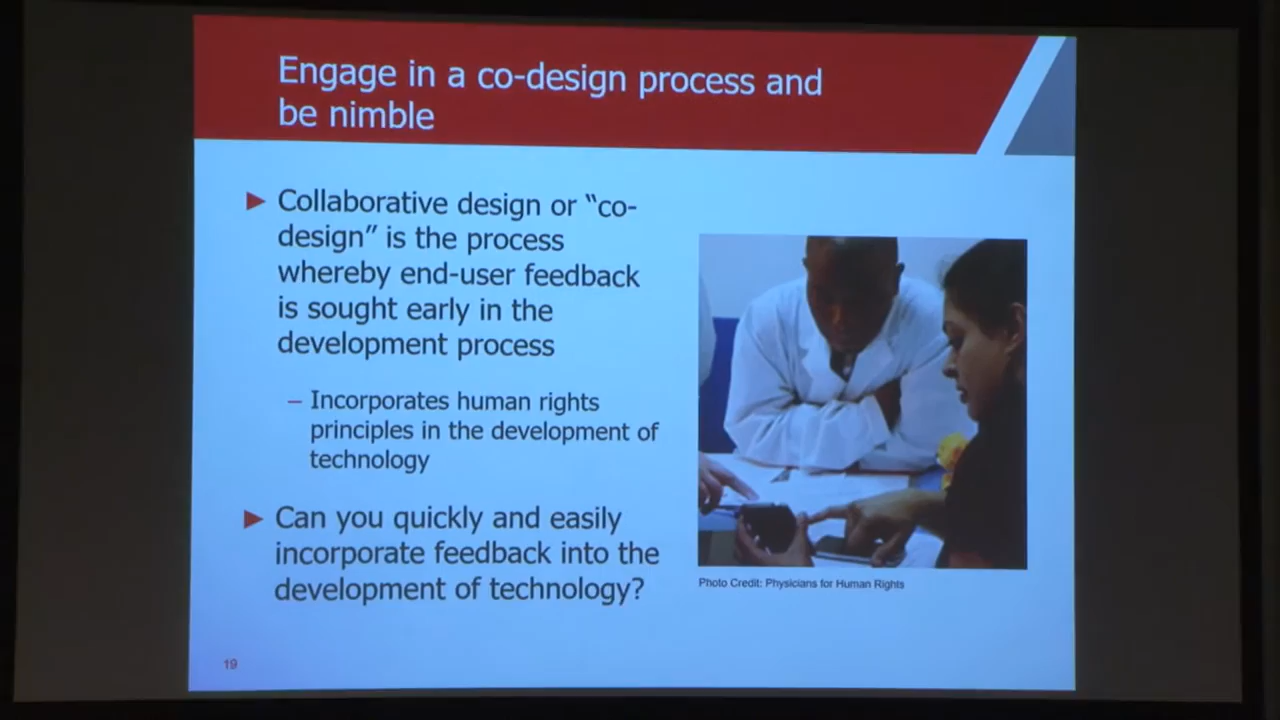 Engage in a co-design process and
be nimble
► Collaborative design or “co-
design” is the process
whereby end-user feedback
is sought early in the
development process
– Incorporates human rights
principles in the development of
technology
► Can you quickly and easily
incorporate feedback into the
development of technology?
Photo Credit: Physicians for Human Rights
19